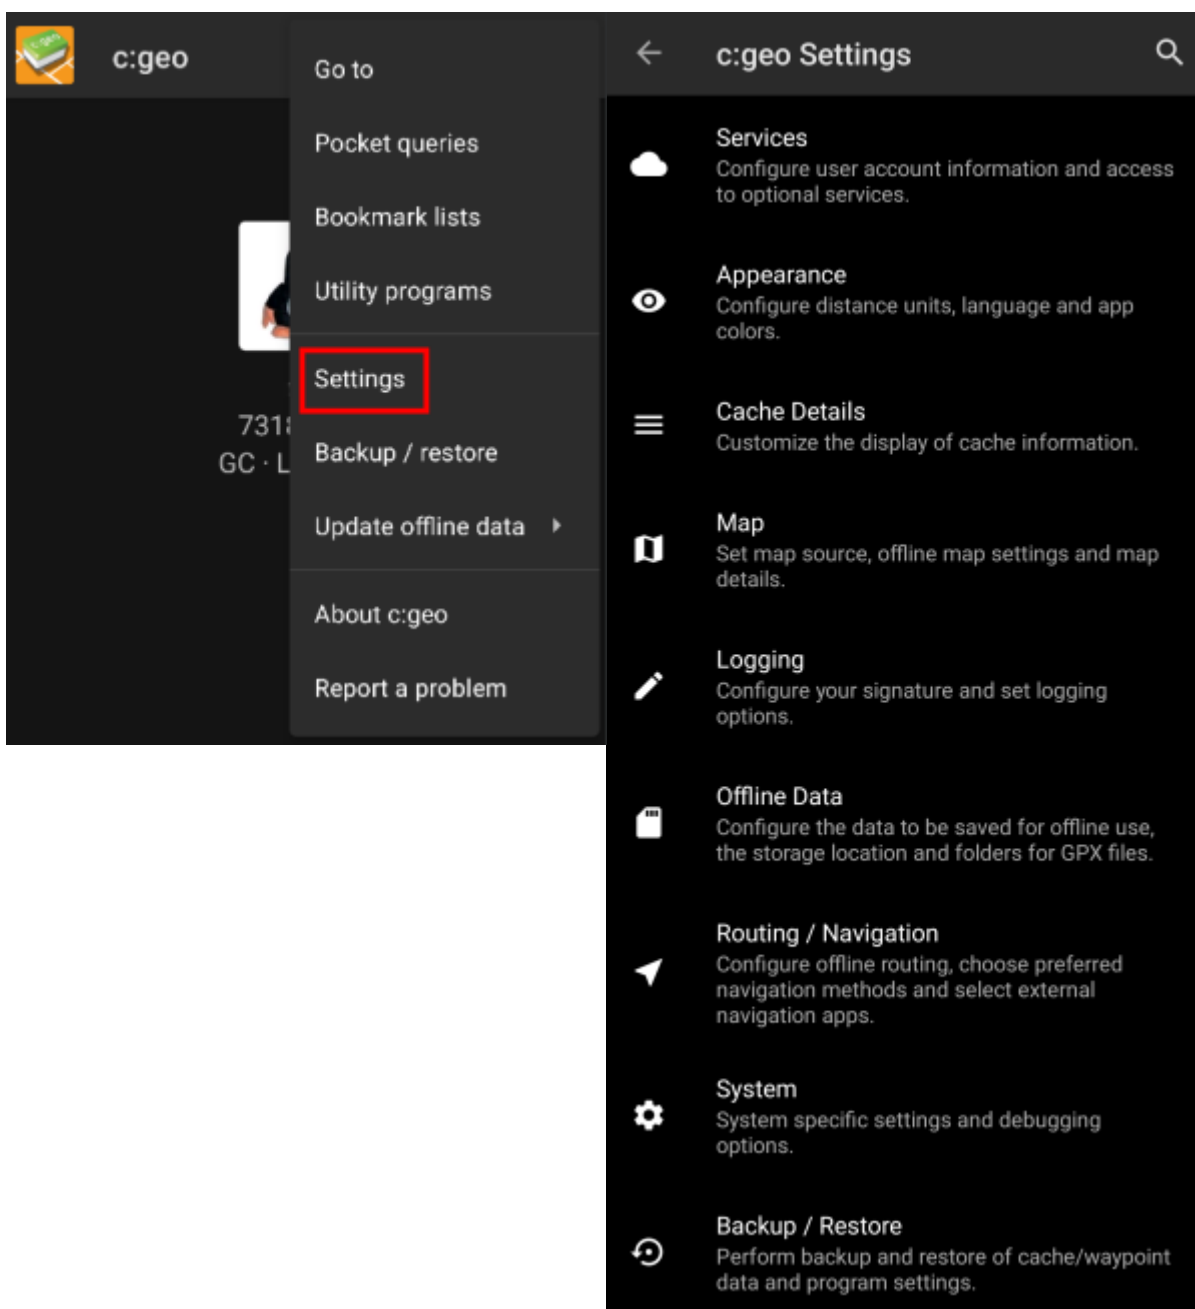 c:geo
Go to
Pocket queries
Bookmark lists
Utility programs
Settings
7318
Backup / restore
GC · L
Update offline data
About c:geo
Report a problem
c:geo Settings
Services
Configure user account information and access
to optional services.
Appearance
Configure distance units, language and app
colors.
Cache Details
Customize the display of cache information.
Map
Set map source, offline map settings and map
details.
Logging
Configure your signature and set logging
options.
Offline Data
Configure the data to be saved for offline use,
the storage location and folders for GPX files.
Routing / Navigation
Configure offline routing, choose preferred
navigation methods and select external
navigation apps.
System
System specific settings and debugging
options.
Backup / Restore
Perform backup and restore of cache/waypoint
data and program settings.